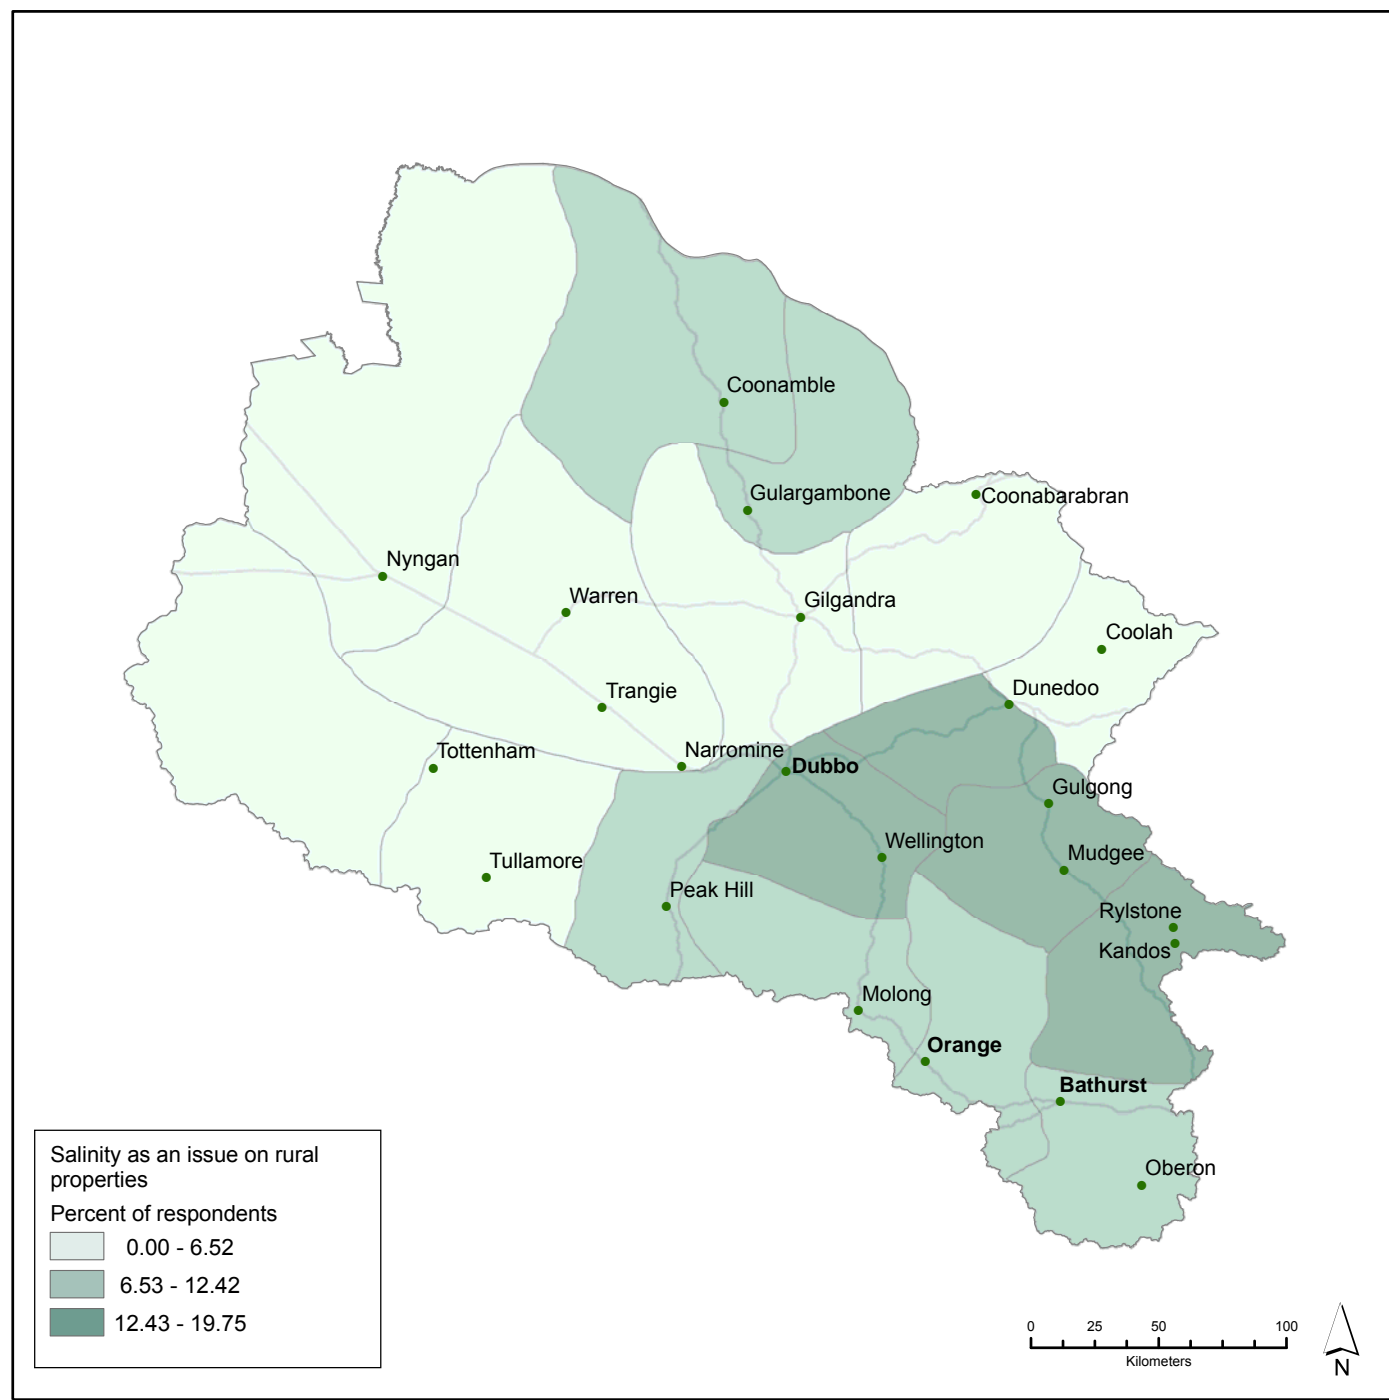 Coonamble
Gulargambone
Coonabarabran
Nyngan
Warren
Gilgandra
Coolah
Trangie
Dunedoo
Tottenham
Narromine
Dubbo
Gulgong
Wellington
Mudgee
Tullamore
Peak Hill
Rylstone
Kandos
Molong
Orange
Bathurst
Oberon
Salinity as an issue on rural
properties
Percent of respondents
0.00 - 6.52
6.53 - 12.42
12.43 - 19.75
0 25 50 100
Kilometers
N